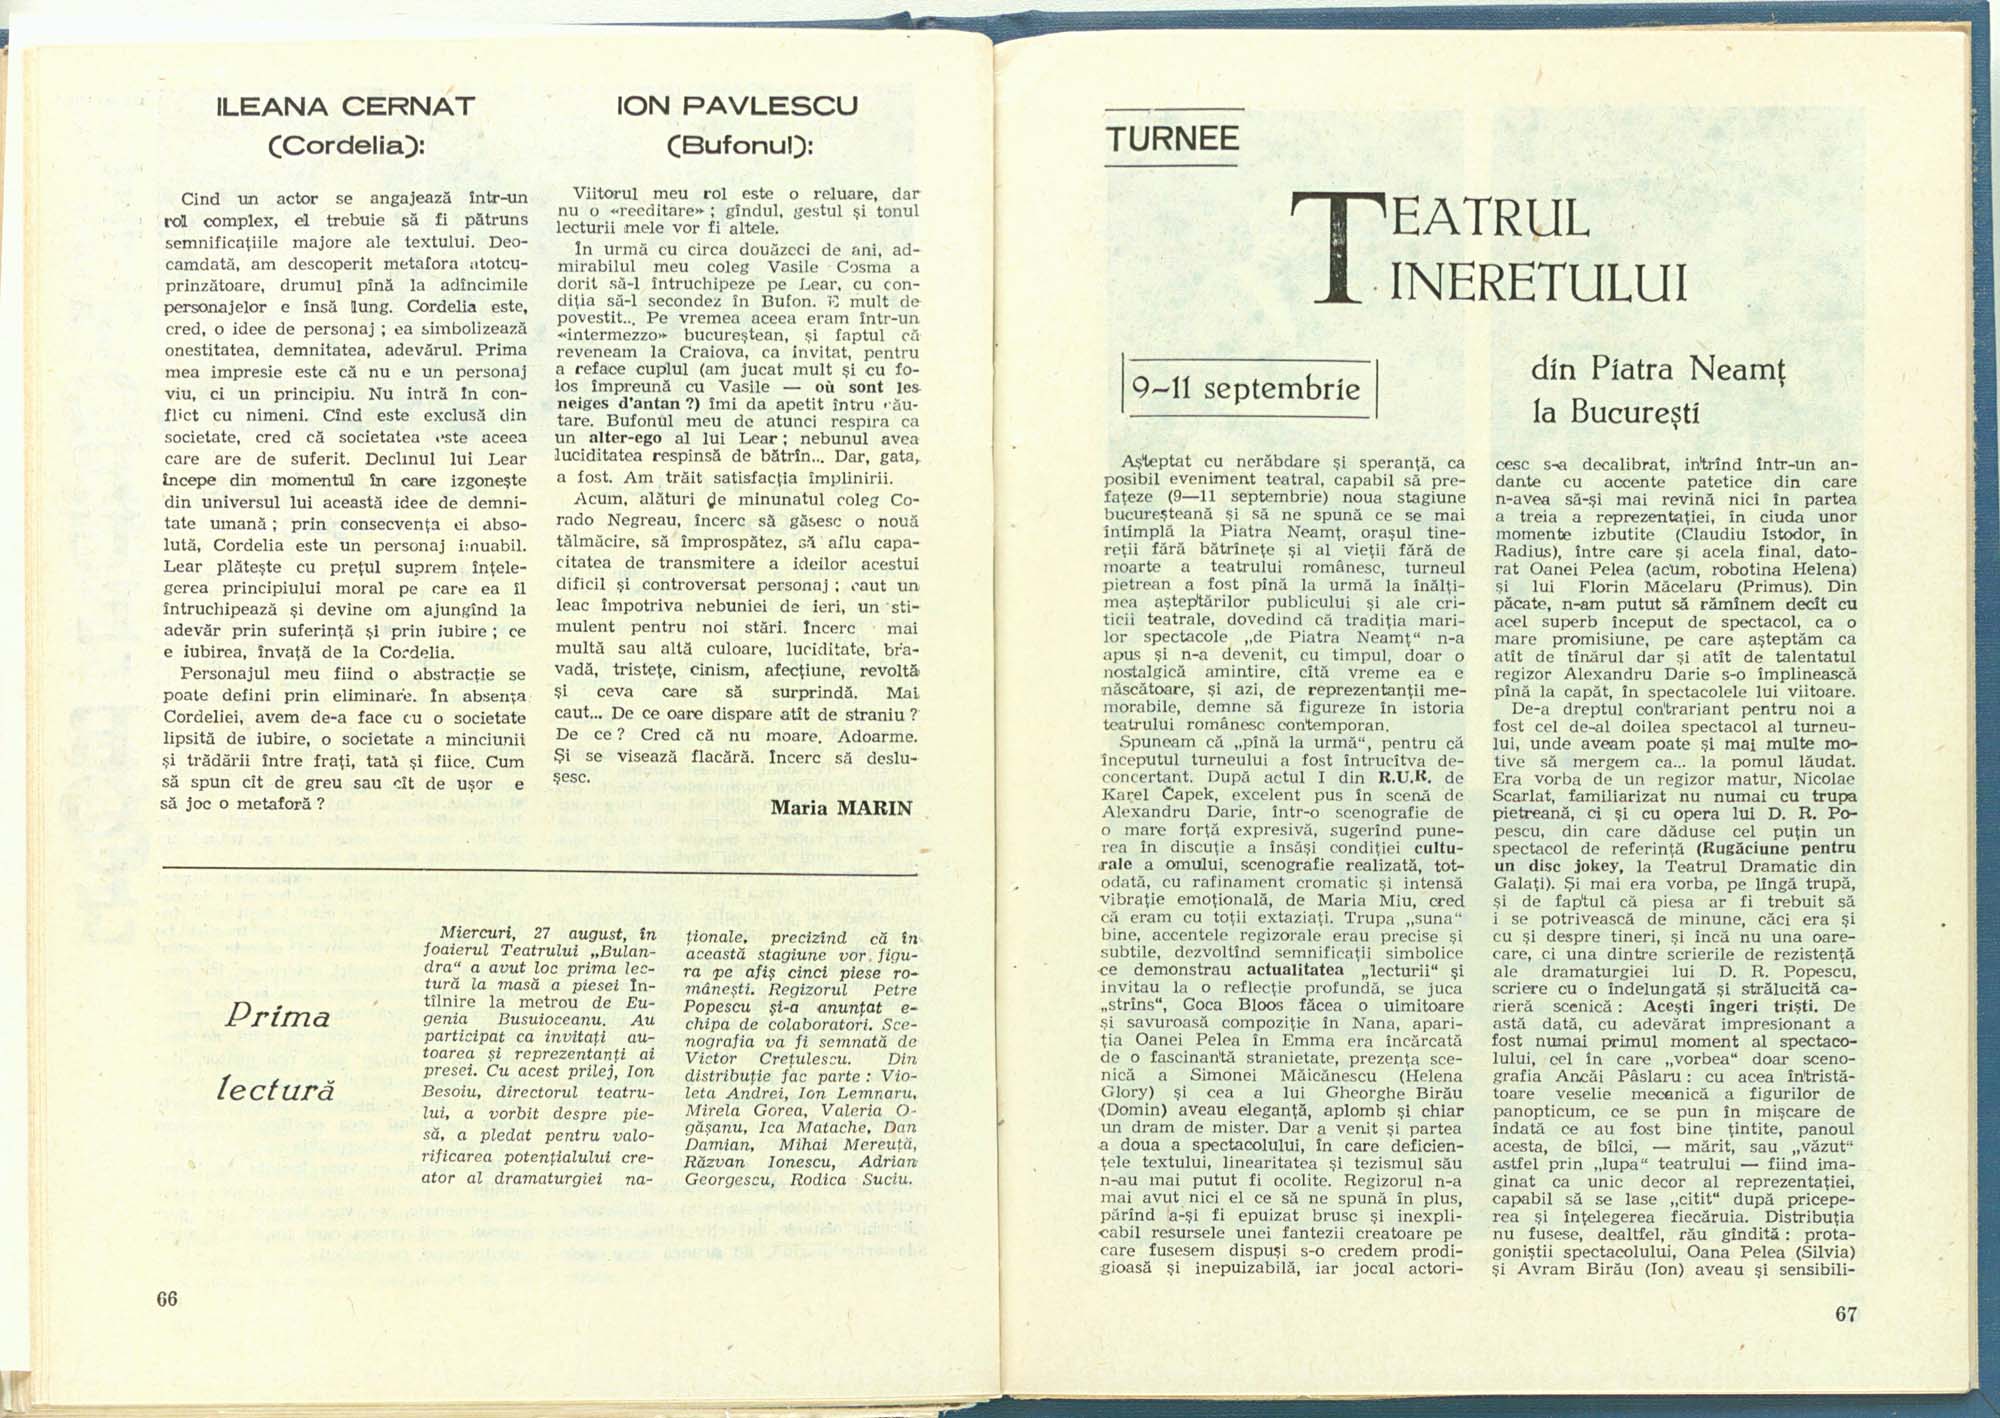 ILEANA CERNAT
(Cordelia):
Cind un actor se angajează într-un
rol complex, el trebuie să fi pătruns
semnificațiile majore ale textului. Deo-
camdată, am descoperit metafora atotcu-
prinzătoare, drumul pînă la adîncimile
personajelor e însă lung. Cordelia este,
cred, o idee de personaj ; ea simbolizează
onestitatea, demnitatea, adevărul. Prima
mea impresie este că nu e un personaj
viu, ci un principiu. Nu intră în con-
flict cu nimeni. Cînd este exclusă din
societate, cred că societatea este aceea
care are de suferit. Declinul lui Lear
începe din momentul în care izgonește
din universul lui această idee de demni-
tate umană ; prin consecvența ei abso-
lută, Cordelia este un personaj imuabil.
Lear plătește cu prețul suprem înțele-
gerea principiului moral pe care ea îl
întruchipează și devine om ajungînd la
adevăr prin suferință și prin iubire ; ce
e iubirea, învață de la Cordelia.
Personajul meu fiind o abstracție se
poate defini prin eliminare. În absența
Cordeliei, avem de-a face cu o societate
lipsită de iubire, o societate a minciunii
și trădării între frați, tată și fiice. Cum
să spun cît de greu sau cît de ușor e
să joc o metaforă ?
ION PAVLESCU
(Bufonul):
Viitorul meu rol este o reluare, dar
nu o «reeditare» ; gîndul, gestul și tonul
lecturii mele vor fi altele.
În urmă cu circa douăzeci de ani, ad-
mirabilul meu coleg Vasile Cosma a
dorit să-l întruchipeze pe Lear, cu con-
diția să-l secondez în Bufon. E mult de
povestit... Pe vremea aceea eram într-un
«intermezzo» bucureștean, și faptul că
reveneam la Craiova, ca invitat, pentru
a reface cuplul (am jucat mult și cu fo-
los împreună cu Vasile — où sont les
neiges d'antan ?) îmi da apetit întru cău-
tare. Bufonul meu de atunci respira ca
un alter-ego al lui Lear ; nebunul avea
luciditatea respinsă de bătrîn... Dar, gata,
a fost. Am trăit satisfacția împlinirii.
Acum, alături de minunatul coleg Co-
rado Negreau, încerc să găsesc o nouă
tălmăcire, să împrospătez, să aflu capa-
citatea de transmitere a ideilor acestui
dificil și controversat personaj ; caut un
leac împotriva nebuniei de ieri, un sti-
mulent pentru noi stări. Încerc mai
multă sau altă culoare, luciditate, bra-
vadă, tristețe, cinism, afecțiune, revoltă
și ceva care să surprindă. Mai
caut... De ce oare dispare atît de straniu ?
De ce ? Cred că nu moare. Adoarme.
Și se visează flacără. Încerc să deslu-
șesc.
Maria MARIN
Prima
lectură
Miercuri, 27 august, în
foaierul Teatrului „Bulan-
dra“ a avut loc prima lec-
tură la masă a piesei În-
tîlnire la metrou de Eu-
genia Busuioceanu. Au
participat ca invitați au-
toarea și reprezentanți ai
presei. Cu acest prilej, Ion
Besoiu, directorul teatru-
lui, a vorbit despre pie-
să, a pledat pentru valo-
rificarea potențialului cre-
ator al dramaturgiei na-
ționale, precizînd că în
această stagiune vor figu-
ra pe afiș cinci piese ro-
mânești. Regizorul Petre
Popescu și-a anunțat e-
chipa de colaboratori. Sce-
nografia va fi semnată de
Victor Crețulescu. Din
distribuție fac parte : Vio-
leta Andrei, Ion Lemnaru,
Mirela Gorea, Valeria O-
gășanu, Ica Matache, Dan
Damian, Mihai Mereuță,
Răzvan Ionescu, Adrian
Georgescu, Rodica Suciu.
66
TURNEE
TEATRUL
TINERETULUI
din Piatra Neamț
la București
9—11 septembrie
Așteptat cu nerăbdare și speranță, ca
posibil eveniment teatral, capabil să pre-
fațeze (9—11 septembrie) noua stagiune
bucureșteană și să ne spună ce se mai
întîmplă la Piatra Neamț, orașul tine-
reții fără bătrînețe și al vieții fără de
moarte a teatrului românesc, turneul
pietrean a fost pînă la urmă la înălți-
mea așteptărilor publicului și ale cri-
ticii teatrale, dovedind că tradiția mari-
lor spectacole „de Piatra Neamț“ n-a
apus și n-a devenit, cu timpul, doar o
nostalgică amintire, cîtă vreme ea e
născătoare, și azi, de reprezentanții me-
morabile, demne să figureze în istoria
teatrului românesc contemporan.
Spuneam că „pînă la urmă“, pentru că
începutul turneului a fost întrucîtva de-
concertant. După actul I din R.U.R. de
Karel Čapek, excelent pus în scenă de
Alexandru Darie, într-o scenografie de
o mare forță expresivă, sugerînd pune-
rea în discuție a însăși condiției cultu-
rale a omului, scenografie realizată, tot-
odată, cu rafinament cromatic și intensă
vibrație emoțională, de Maria Miu, cred
că eram cu toții extaziați. Trupa „suna“
bine, accentele regizorale erau precise și
subtile, dezvoltînd semnificații simbolice
ce demonstrau actualitatea „lecturii“ și
invitau la o reflecție profundă, se juca
„strîns“, Coca Bloos făcea o uimitoare
și savuroasă compoziție în Nana, apari-
ția Oanei Pelea în Emma era încărcată
de o fascinantă stranietate, prezența sce-
nică a Simonei Măicănescu (Helena
Glory) și cea a lui Gheorghe Birău
(Domin) aveau eleganță, aplomb și chiar
un dram de mister. Dar a venit și partea
a doua a spectacolului, în care deficien-
țele textului, linearitatea și tezismul său
n-au mai putut fi ocolite. Regizorul n-a
mai avut nici el ce să ne spună în plus,
părînd a-și fi epuizat brusc și inexpli-
cabil resursele unei fantezii creatoare pe
care fusesem dispuși s-o credem prodi-
gioasă și inepuizabilă, iar jocul actori-
cesc s-a decalibrat, intrînd într-un an-
dante cu accente patetice din care
n-avea să-și mai revină nici în partea
a treia a reprezentației, în ciuda unor
momente izbutite (Claudiu Istodor, în
Radius), între care și acela final, dato-
rat Oanei Pelea (acum, robotina Helena)
și lui Florin Măcelaru (Primus). Din
păcate, n-am putut să rămînem decît cu
acel superb început de spectacol, ca o
mare promisiune, pe care așteptăm ca
atît de tînărul dar și atît de talentatul
regizor Alexandru Darie s-o împlinească
pînă la capăt, în spectacolele lui viitoare.
De-a dreptul contrariant pentru noi a
fost cel de-al doilea spectacol al turneu-
lui, unde aveam poate și mai multe mo-
tive să mergem ca... la pomul lăudat.
Era vorba de un regizor matur, Nicolae
Scarlat, familiarizat nu numai cu trupa
pietreană, ci și cu opera lui D. R. Po-
pescu, din care dăduse cel puțin un
spectacol de referință (Rugăciune pentru
un disc jokey, la Teatrul Dramatic din
Galați). Și mai era vorba, pe lîngă trupă,
și de faptul că piesa ar fi trebuit să
i se potrivească de minune, căci era și
cu și despre tineri, și încă nu una oare-
care, ci una dintre scrierile de rezistență
ale dramaturgiei lui D. R. Popescu,
scriere cu o îndelungată și strălucită ca-
rieră scenică : Acești îngeri triști. De
astă dată, cu adevărat impresionant a
fost numai primul moment al spectaco-
lului, cel în care „vorbea“ doar sceno-
grafia Ancăi Pâslaru : cu acea întristă-
toare veselie mecanică a figurilor de
panopticum, ce se pun în mișcare de
îndată ce au fost bine țintite, panoul
acesta, de bîlci, — mărit, sau „văzut“
astfel prin „lupa“ teatrului — fiind ima-
ginat ca unic decor al reprezentației,
capabil să se lase „citit“ după pricepe-
rea și înțelegerea fiecăruia. Distribuția
nu fusese, dealtfel, rău gîndită : prota-
goniștii spectacolului, Oana Pelea (Silvia)
și Avram Birău (Ion) aveau și sensibili-
67